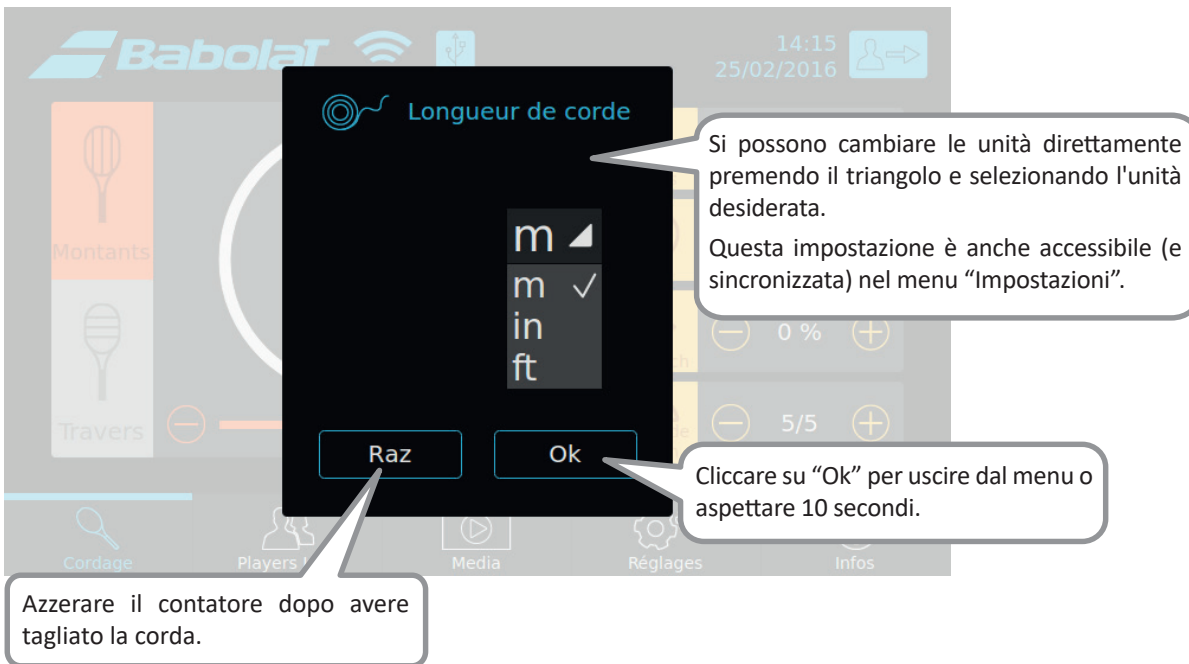 BabolaT
14:15
25/02/2016
Longueur de corde
Si possono cambiare le unità direttamente
premendo il triangolo e selezionando l'unità
desiderata.
Questa impostazione è anche accessibile (e
sincronizzata) nel menu “Impostazioni”.
Montants
m
m
in
ft
0 %
Travers
5/5
Raz
Ok
Cliccare su “Ok” per uscire dal menu o
aspettare 10 secondi.
Cordage
Players
Media
Réglages
Infos
Azzerare il contatore dopo avere
tagliato la corda.